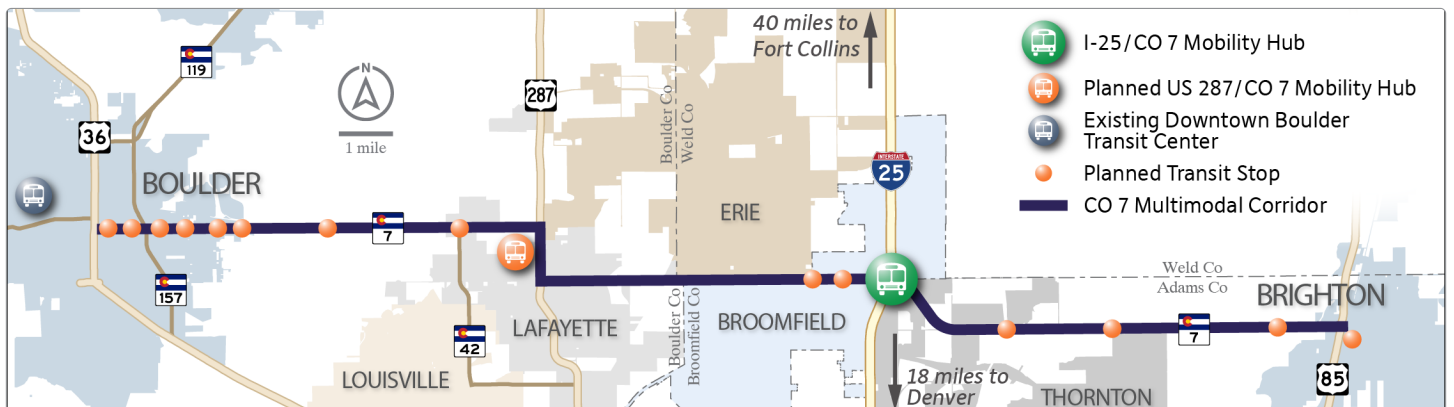 40 miles to
Fort Collins
I-25/CO 7 Mobility Hub
Planned US 287/CO 7 Mobility Hub
Existing Downtown Boulder
Transit Center
Planned Transit Stop
CO 7 Multimodal Corridor
119
N
1 mile
287
36
Boulder Co
Weld Co
INTERSTATE
25
BOULDER
ERIE
7
Weld Co
Adams Co
157
BRIGHTON
LAFAYETTE
BROOMFIELD
Boulder Co
Broomfield Co
7
42
LOUISVILLE
18 miles to
Denver
THORNTON
85